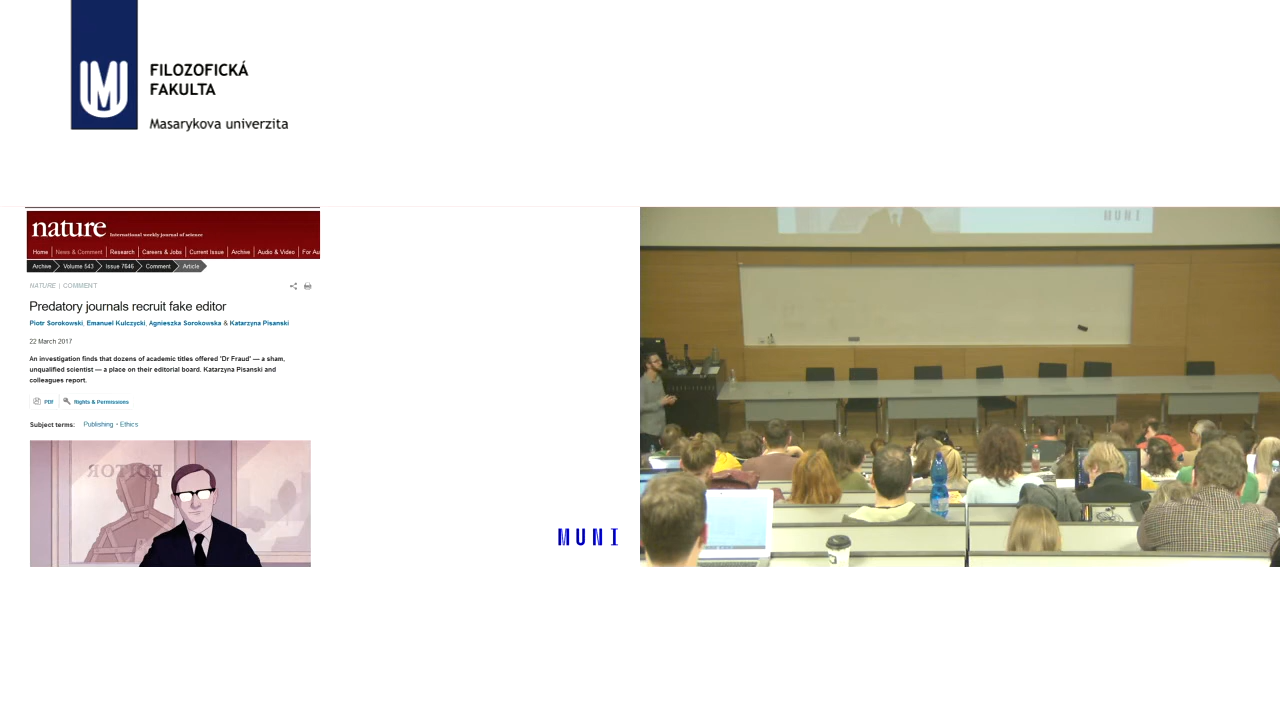 FILOZOFICKÁ
FAKULTA
Masarykova univerzita
nature International weekly journal of science
Home | News & Comment | Research | Careers & Jobs | Current Issue | Archive | Audio & Video | For Au
Archive Volume 543 Issue 7646 Comment Article
NATURE | COMMENT
Predatory journals recruit fake editor
Piotr Sorokowski, Emanuel Kulczycki, Agnieszka Sorokowska & Katarzyna Pisanski
22 March 2017
An investigation finds that dozens of academic titles offered 'Dr Fraud' — a sham,
unqualified scientist — a place on their editorial board. Katarzyna Pisanski and
colleagues report.
PDF Rights & Permissions
Subject terms: Publishing • Ethics
EDITOR
MUNI
MUNI